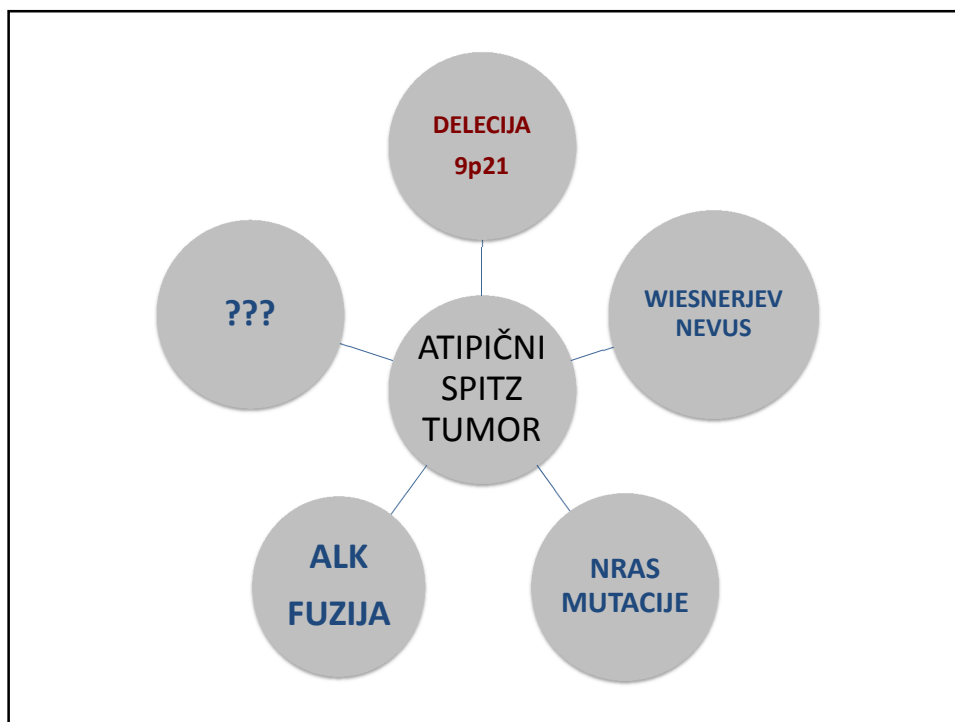 DELECIJA
9p21
WIESNERJEV
NEVUS
???
ATIPIČNI
SPITZ
TUMOR
ALK
FUZIJA
NRAS
MUTACIJE